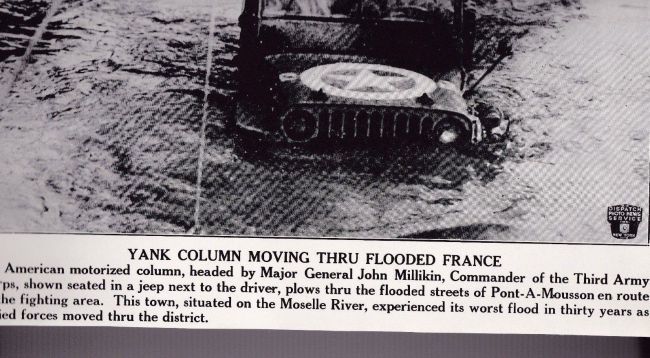 DISPATCH
PHOTO NEWS
SERVICE
NEW YORK
YANK COLUMN MOVING THRU FLOODED FRANCE
American motorized column, headed by Major General John Millikin, Commander of the Third Army
rps, shown seated in a jeep next to the driver, plows thru the flooded streets of Pont-A-Mousson en route
the fighting area. This town, situated on the Moselle River, experienced its worst flood in thirty years as
ied forces moved thru the district.